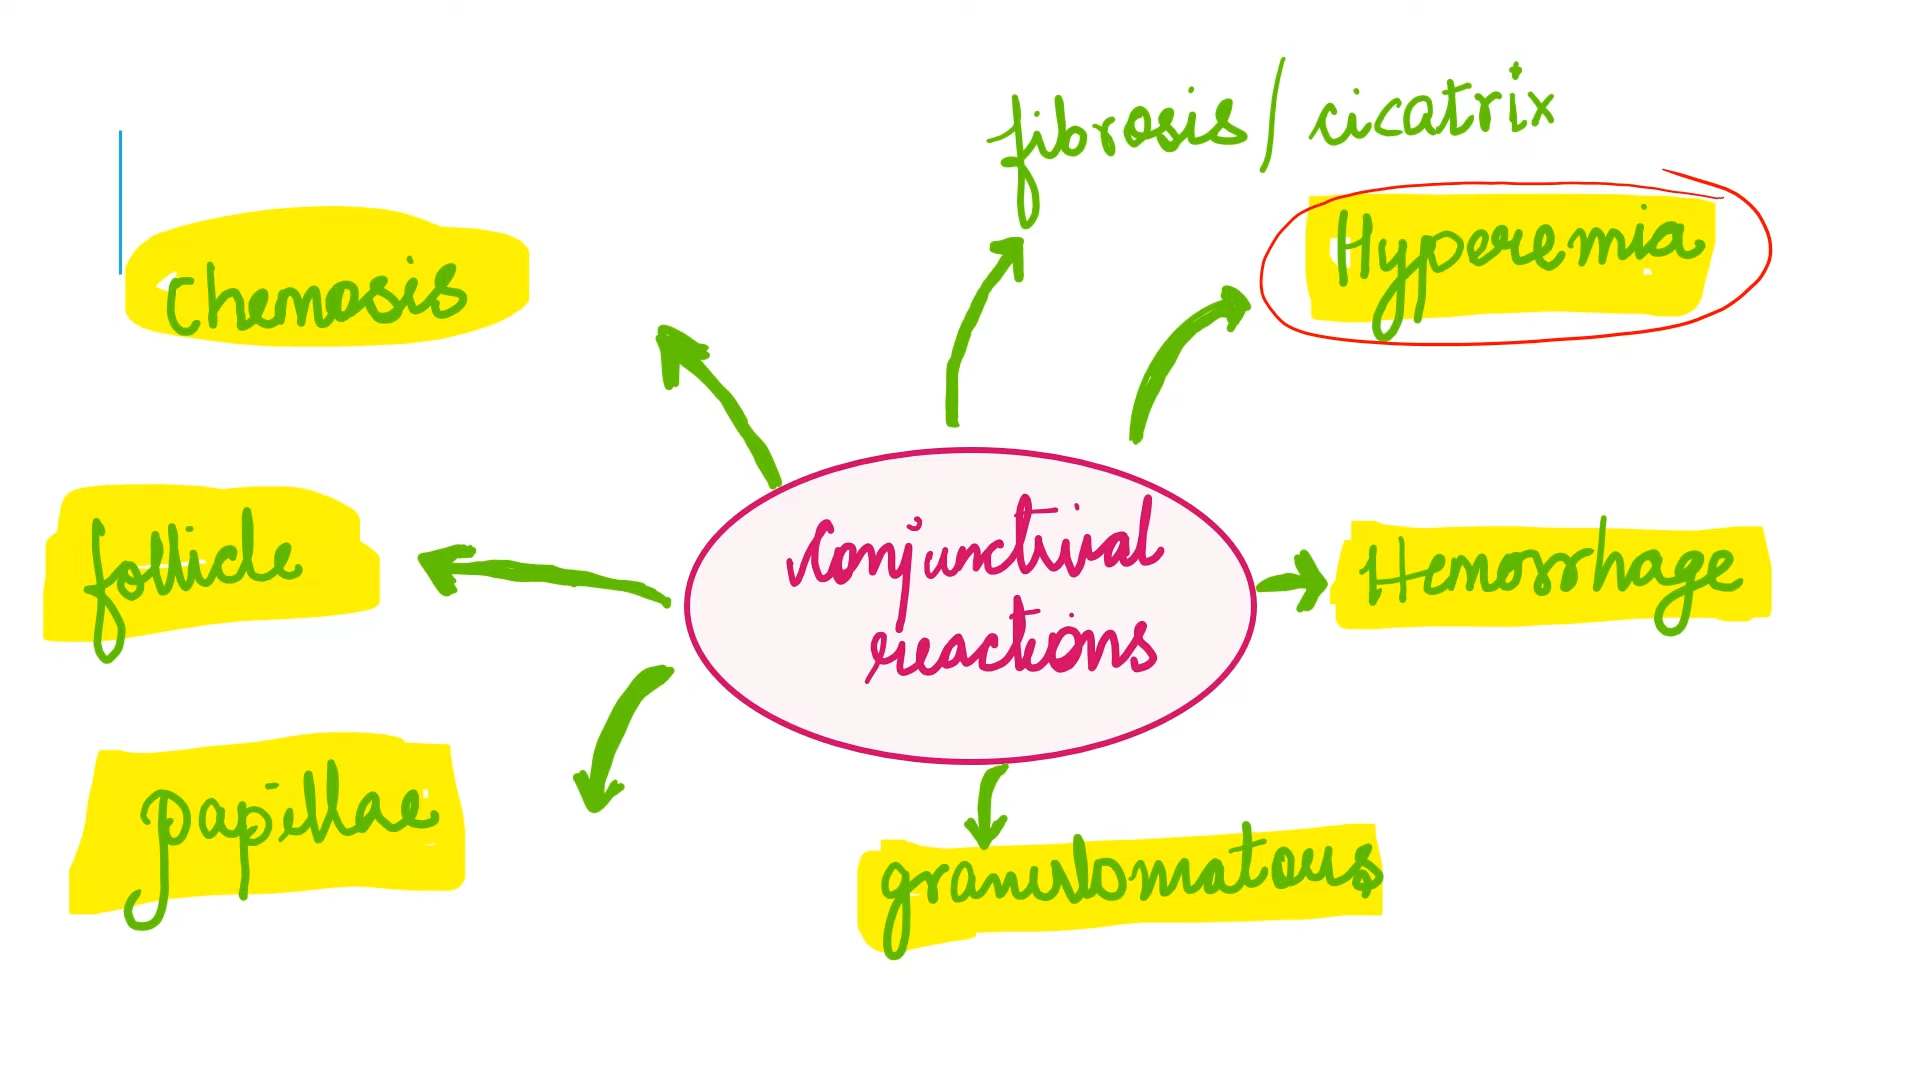 fibrosis / cicatrix
Hyperemia
Chemosis
Conjunctival
reactions
follicle
Hemorrhage
papillae
granulomatous